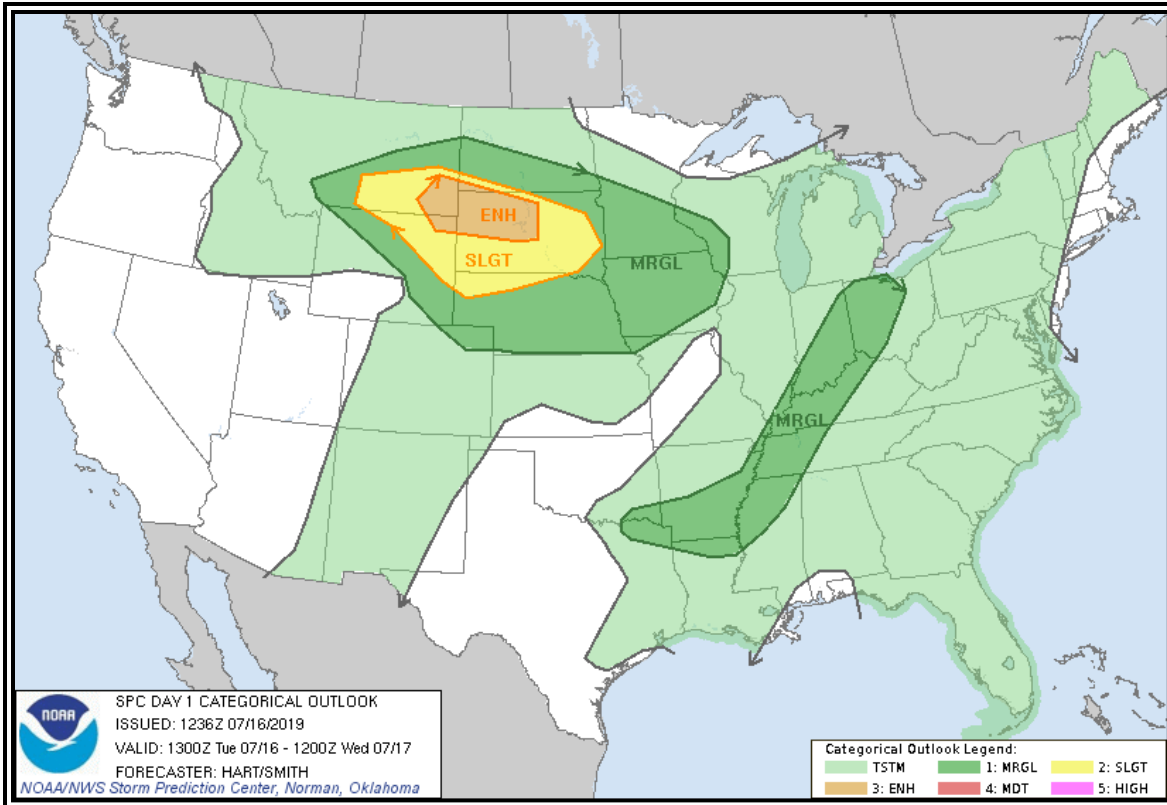 ENH
SLGT
MRGL
MRGL
NOAA
SPC DAY 1 CATEGORICAL OUTLOOK
ISSUED: 1236Z 07/16/2019
VALID: 1300Z Tue 07/16 - 1200Z Wed 07/17
FORECASTER: HART/SMITH
NOAA/NWS Storm Prediction Center, Norman, Oklahoma
Categorical Outlook Legend:
TSTM 1: MRGL 2: SLGT
3: ENH 4: MDT 5: HIGH